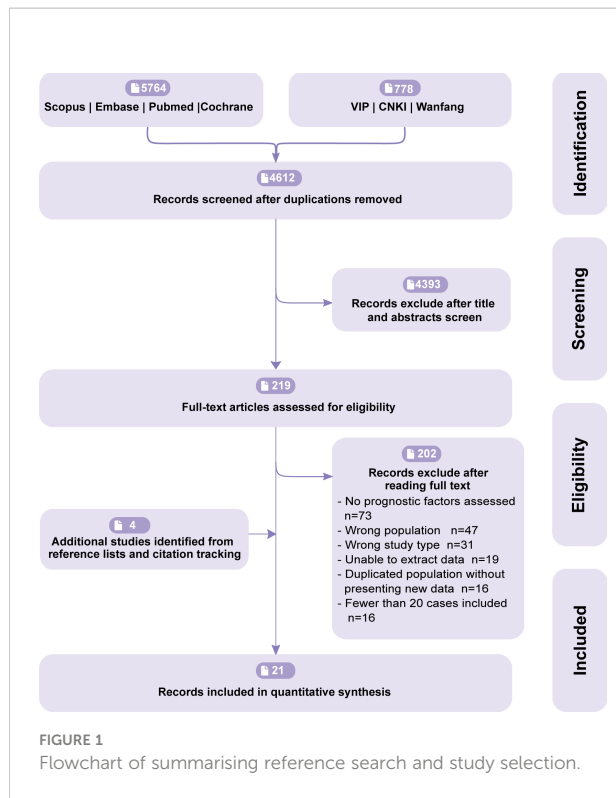 5764
Scopus | Embase | Pubmed |Cochrane
778
VIP | CNKI | Wanfang
Identification
4612
Records screened after duplications removed
4393
Records exclude after title
and abstracts screen
Screening
219
Full-text articles assessed for eligibility
202
Records exclude after
reading full text
- No prognostic factors assessed
n=73
- Wrong population n=47
- Wrong study type n=31
- Unable to extract data n=19
- Duplicated population without
presenting new data n=16
- Fewer than 20 cases included
n=16
Eligibility
4
Additional studies identified from
reference lists and citation tracking
21
Records included in quantitative synthesis
Included
FIGURE 1
Flowchart of summarising reference search and study selection.